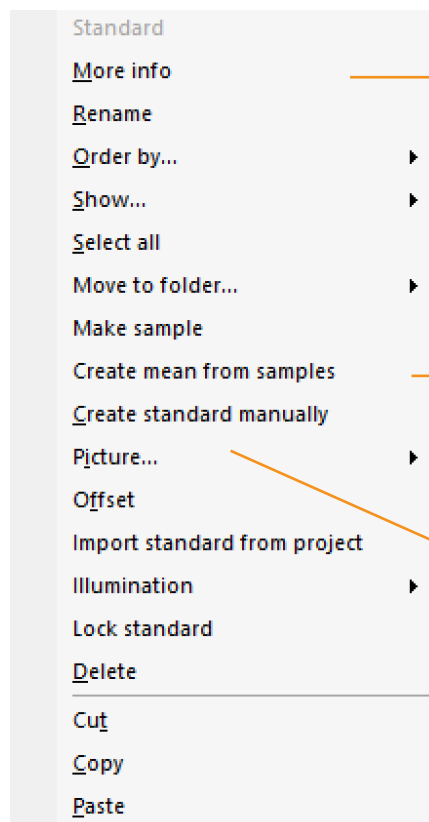 Standard
More info
Rename
Order by...
Show...
Select all
Move to folder...
Make sample
Create mean from samples
Create standard manually
Picture...
Offset
Import standard from project
Illumination
Lock standard
Delete
Cut
Copy
Paste